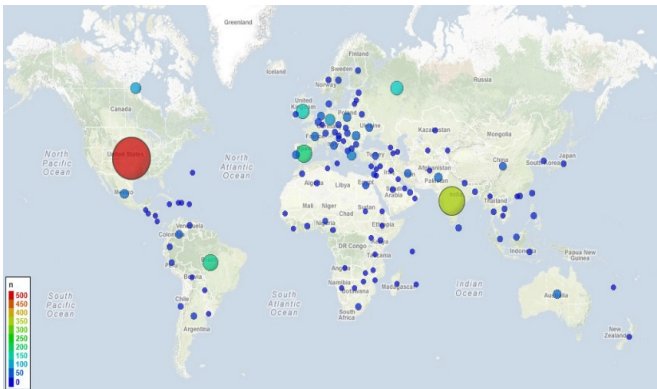 Greenland
Iceland
Finland
Sweden
Norway
Russia
Canada
United
Kingdom
Poland
Ukraine
Kazakhstan
Mongolia
North
Pacific
Ocean
United States
North
Atlantic
Ocean
Turkey
Afghanistan
Pakistan
China
South Korea
Japan
Mexico
Algeria
Libya
Egypt
Saudi
Arabia
Thailand
Mali
Niger
Chad
Sudan
Nigeria
Ethiopia
Venezuela
Colombia
DR Congo
Kenya
Tanzania
Indonesia
Papua New
Guinea
Peru
Brazil
Bolivia
Angola
Namibia
Botswana
Madagascar
Indian
Ocean
South
Pacific
Ocean
Chile
Argentina
South
Atlantic
Ocean
South
Africa
Australia
New
Zealand
n
500
450
400
350
300
250
200
150
100
50
0